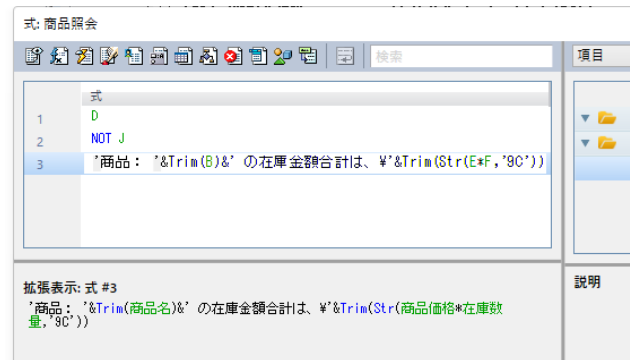 式: 商品照会
検索
項目
式
1 D
2 NOT J
3 '商品： '&Trim(B)&' の在庫金額合計は、¥'&Trim(Str(E*F,'9C'))
拡張表示: 式 #3
'商品： '&Trim(商品名)&' の在庫金額合計は、¥'&Trim(Str(商品価格*在庫数
量,'9C'))
説明